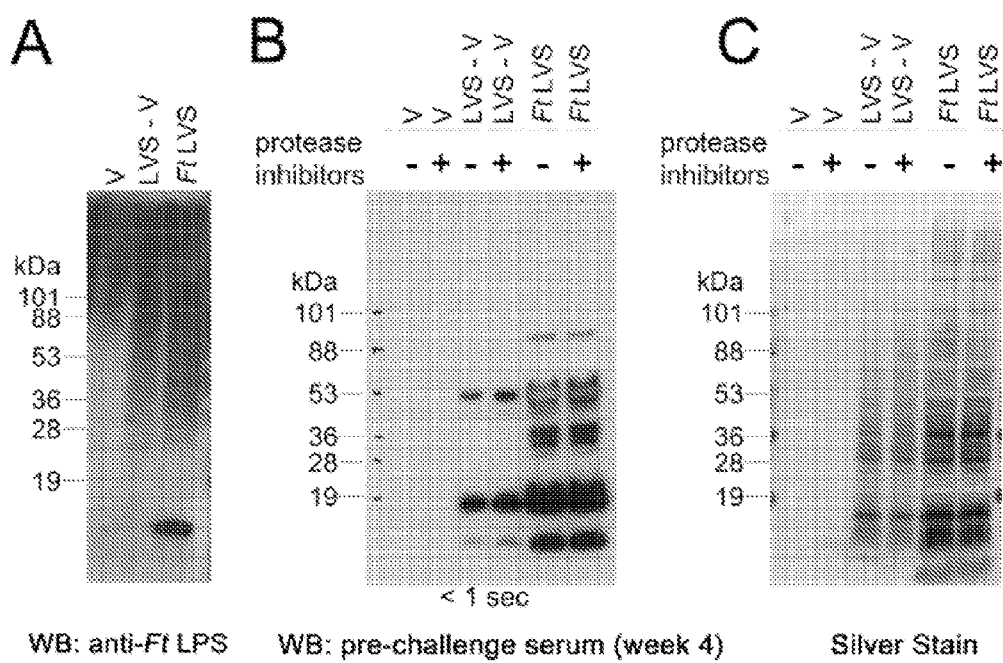 A
V
LVS - V
Ft LVS
kDa
101
88
53
36
28
19
WB: anti-Ft LPS
B
V
V
LVS - V
LVS - V
Ft LVS
Ft LVS
protease
inhibitors
- + - + - +
kDa
101
88
53
36
28
19
< 1 sec
WB: pre-challenge serum (week 4)
C
V
V
LVS - V
LVS - V
Ft LVS
Ft LVS
protease
inhibitors
- + - + - +
kDa
101
88
53
36
28
19
Silver Stain